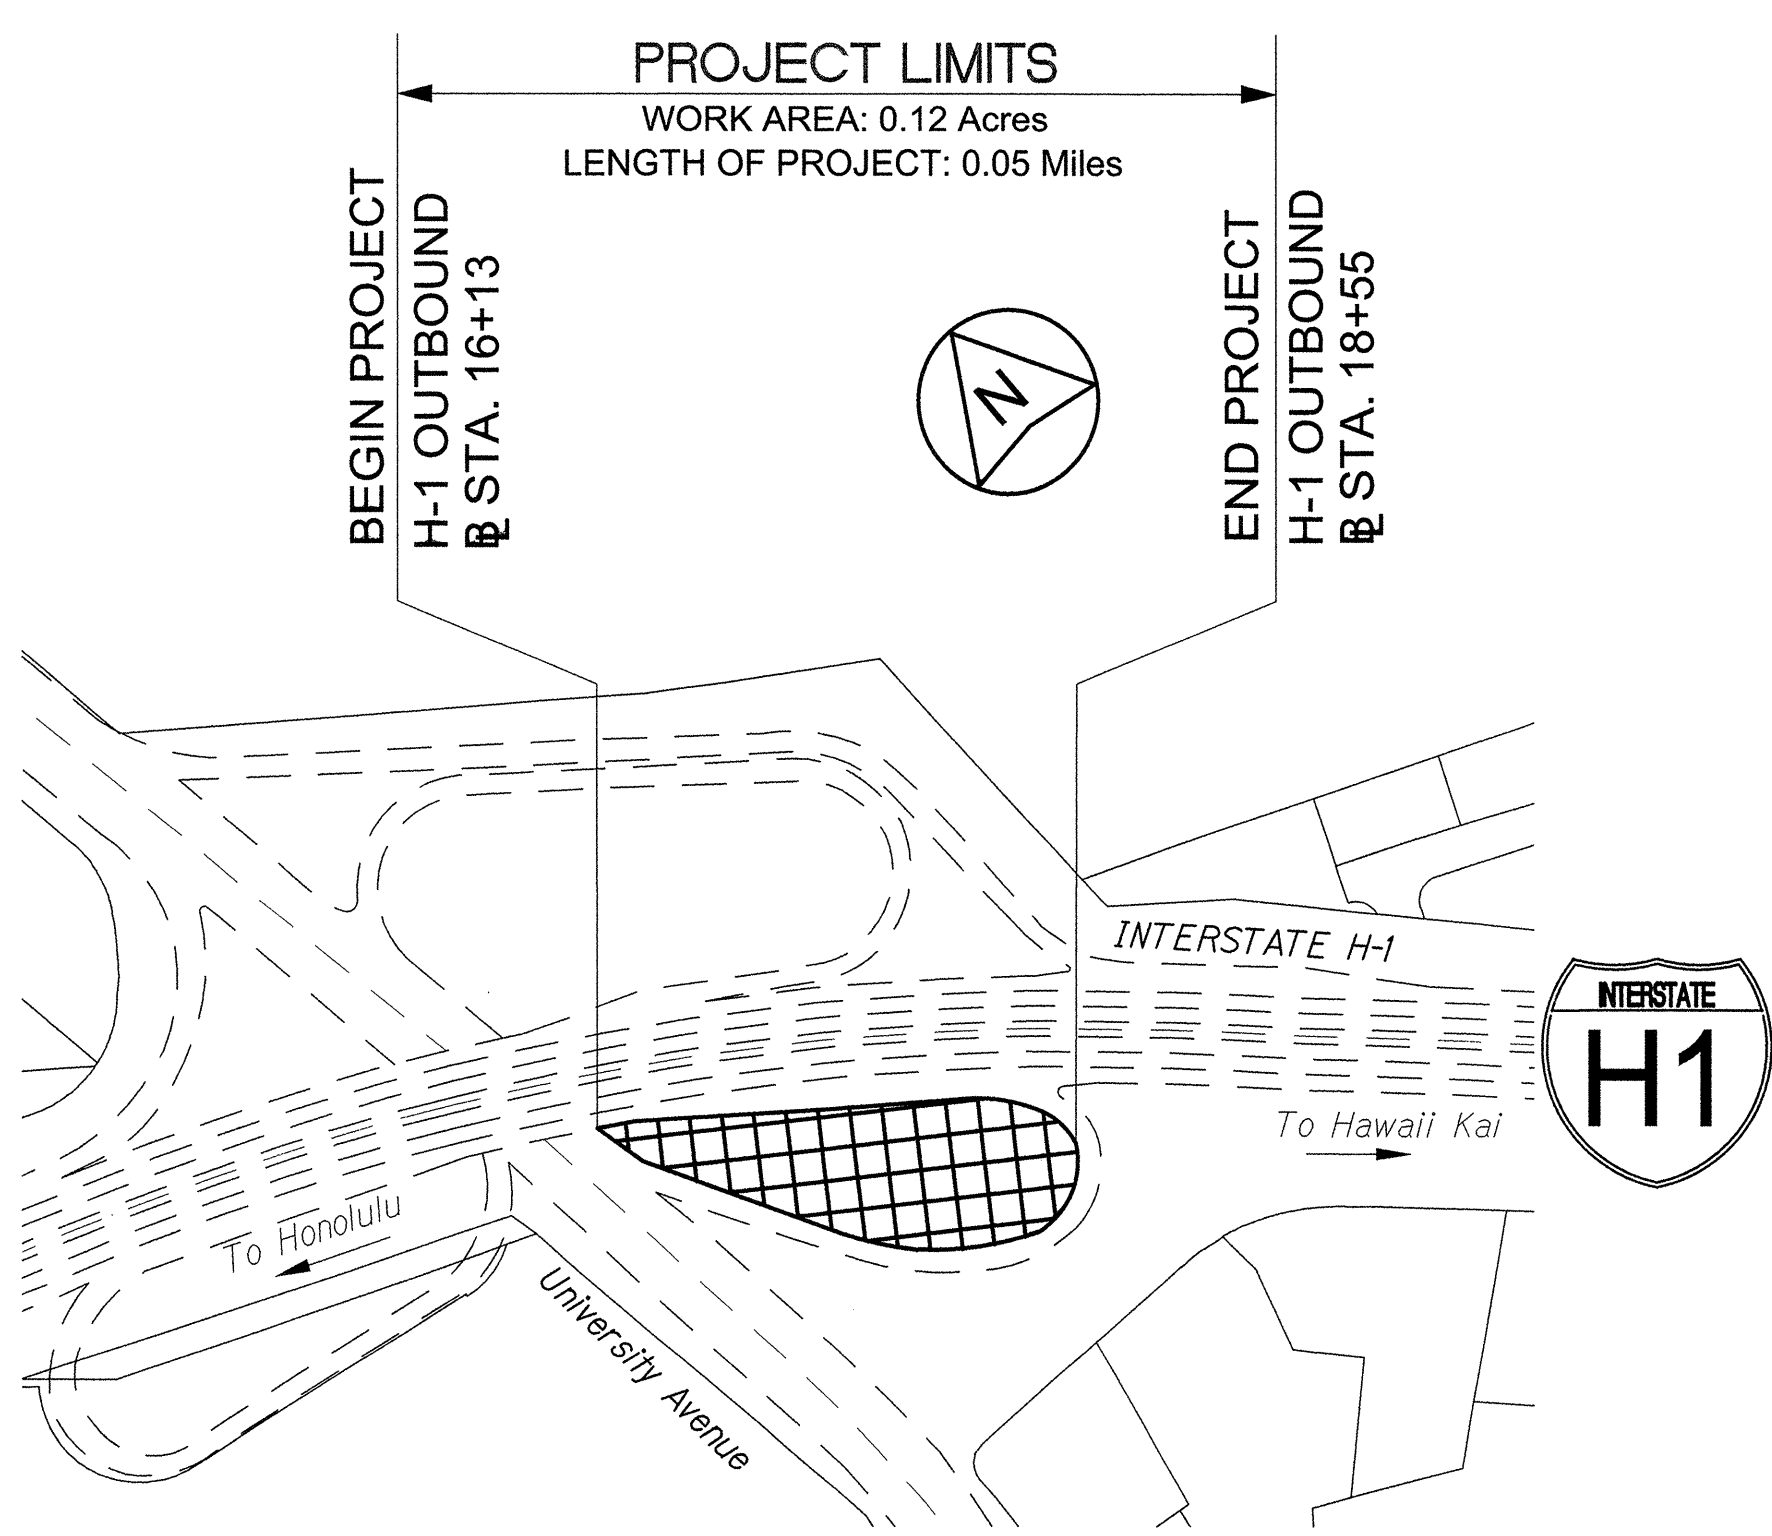 PROJECT LIMITS
WORK AREA: 0.12 Acres
LENGTH OF PROJECT: 0.05 Miles
BEGIN PROJECT
H-1 OUTBOUND
BL STA. 16+13
END PROJECT
H-1 OUTBOUND
BL STA. 18+55
N
INTERSTATE H-1
INTERSTATE
H1
To Hawaii Kai
To Honolulu
University Avenue